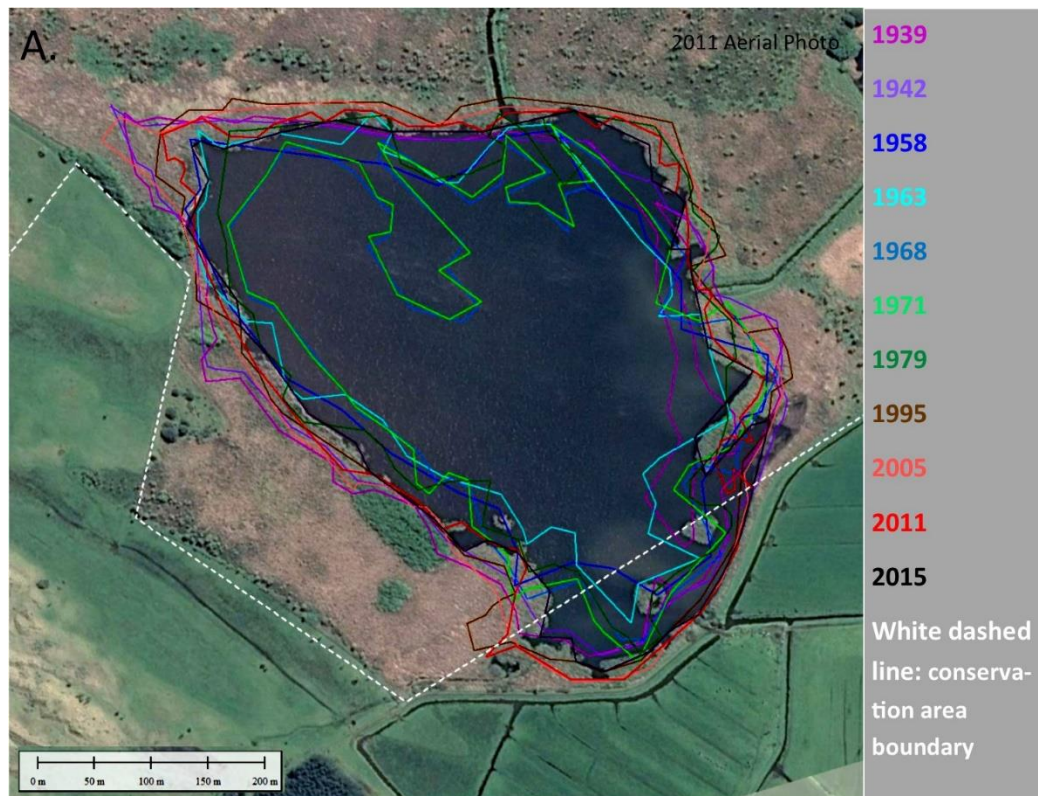 A.
2011 Aerial Photo
0 m 50 m 100 m 150 m 200 m
1939
1942
1958
1963
1968
1971
1979
1995
2005
2011
2015
White dashed
line: conserva-
tion area
boundary